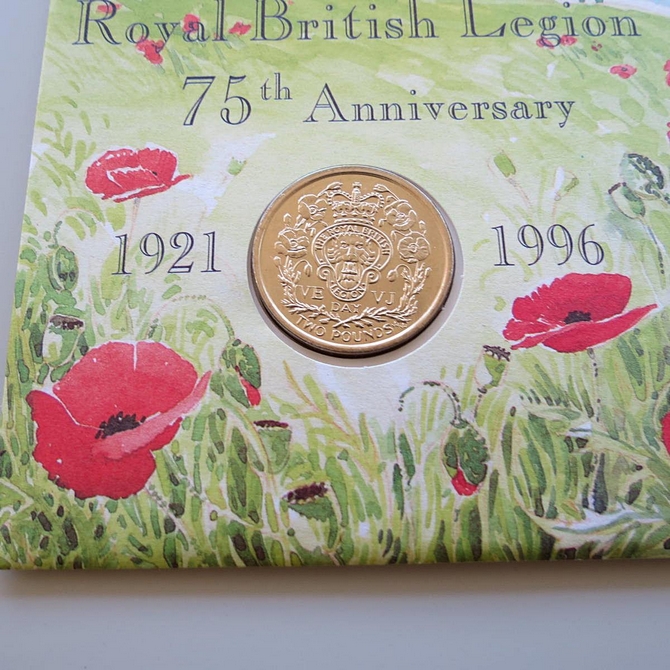 Royal British Legion
75th Anniversary
1921
1996
THE ROYAL BRITISH
LEGION
VE VJ
DAY
TWO POUNDS